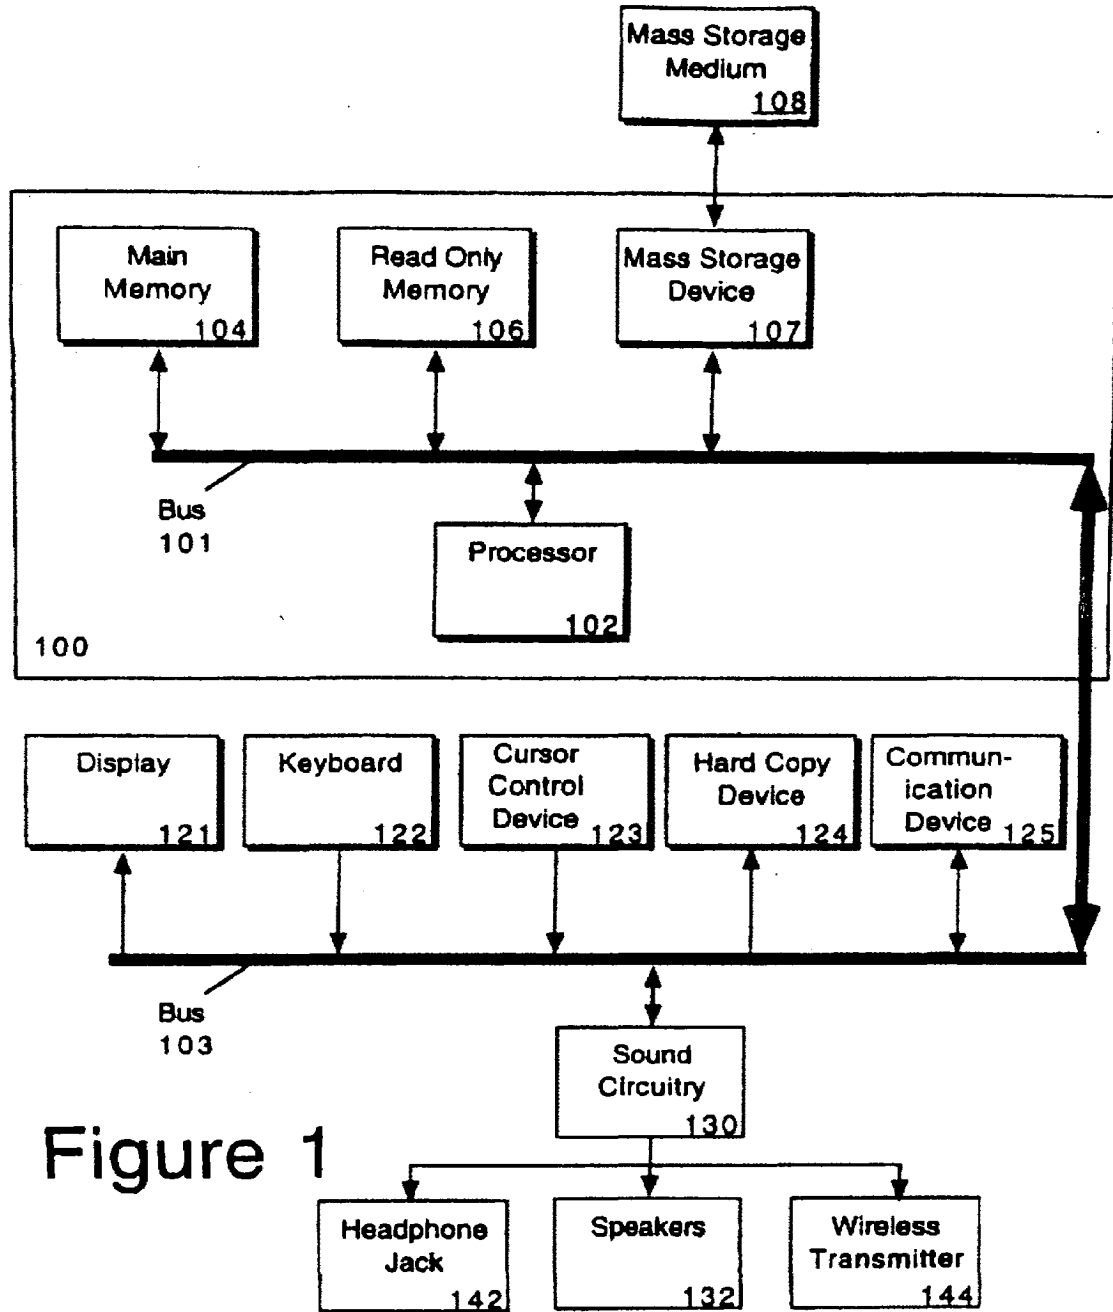 Mass Storage
Medium
108
Main
Memory
104
Read Only
Memory
106
Mass Storage
Device
107
Bus
101
Processor
102
100
Display
121
Keyboard
122
Cursor
Control
Device
123
Hard Copy
Device
124
Commun-
ication
Device
125
Bus
103
Sound
Circuitry
130
Figure 1
Headphone
Jack
142
Speakers
132
Wireless
Transmitter
144